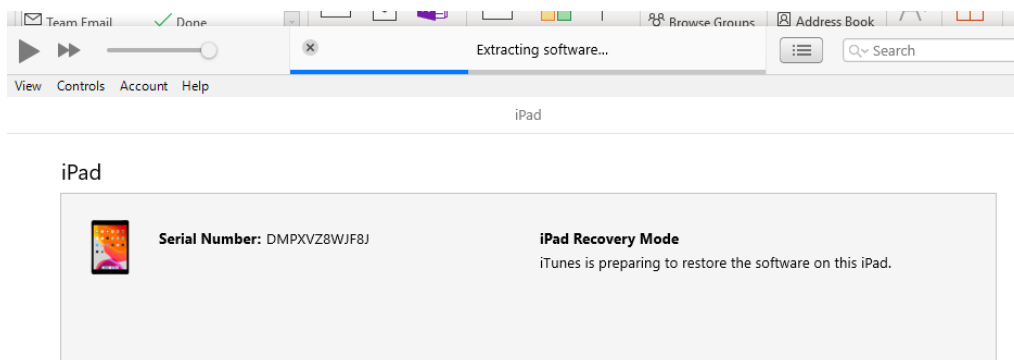 Team Email Done Browse Groups Address Book
Extracting software...
Search
View Controls Account Help
iPad
iPad
Serial Number: DMPXVZ8WJF8J iPad Recovery Mode
iTunes is preparing to restore the software on this iPad.